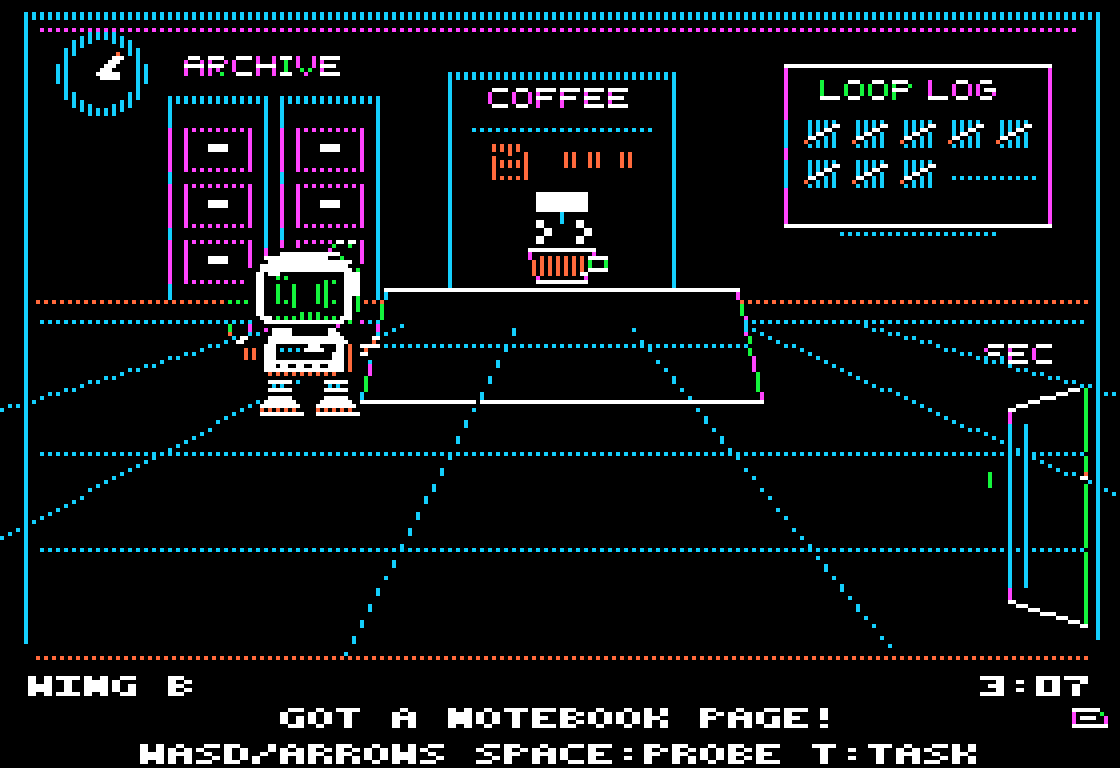 ARCHIVE
COFFEE
LOOP LOG
SEC
WING B
3:07
GOT A NOTEBOOK PAGE!
WASD/ARROWS SPACE:PROBE T:TASK